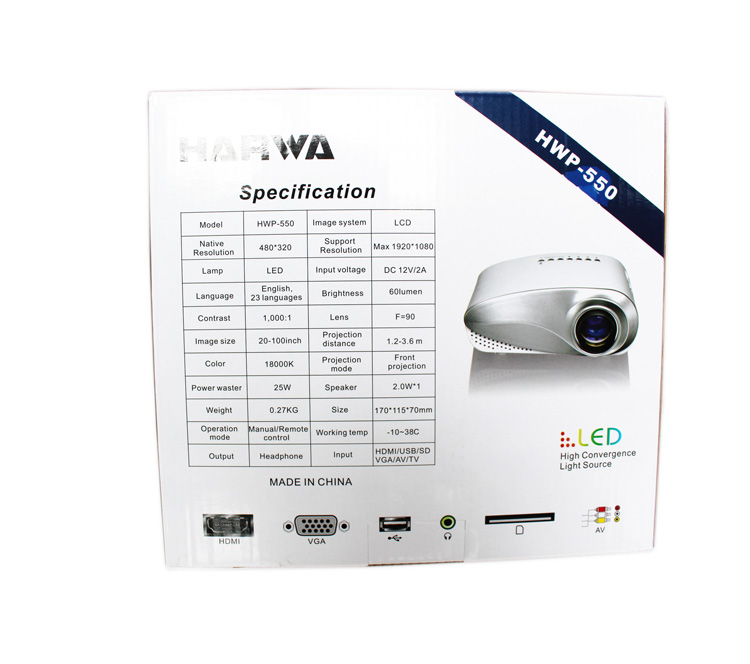 HARWA
HWP-550
Specification
Model HWP-550 Image system LCD
Native Resolution 480*320 Support Resolution Max 1920*1080
Lamp LED Input voltage DC 12V/2A
Language English, 23 languages Brightness 60lumen
Contrast 1,000:1 Lens F=90
Image size 20-100inch Projection distance 1.2-3.6 m
Color 18000K Projection mode Front projection
Power waster 25W Speaker 2.0W*1
Weight 0.27KG Size 170*115*70mm
Operation mode Manual/Remote control Working temp -10~38C
Output Headphone Input HDMI/USB/SD VGA/AV/TV
MADE IN CHINA
LED
High Convergence
Light Source
HDMI
VGA
AV